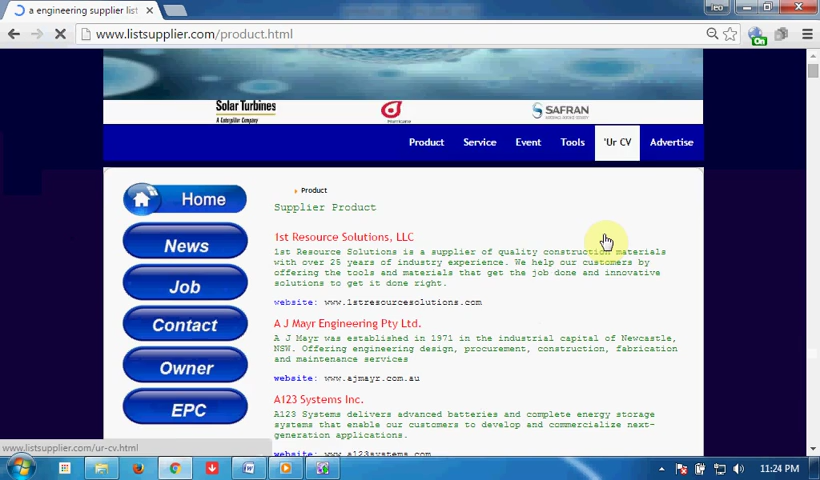 a engineering supplier list
teo
www.listsupplier.com/product.html
On
Solar Turbines
A Caterpillar Company
Hurricane
SAFRAN
Product Service Event Tools 'Ur CV Advertise
Home
News
Job
Contact
Owner
EPC
Product
Supplier Product
1st Resource Solutions, LLC
1st Resource Solutions is a supplier of quality construction materials
with over 25 years of industry experience. We help our customers by
offering the tools and materials that get the job done and innovative
solutions to get it done right.
website: www.1stresourcesolutions.com
A J Mayr Engineering Pty Ltd.
A J Mayr was established in 1971 in the industrial capital of Newcastle,
NSW. Offering engineering design, procurement, construction, fabrication
and maintenance services
website: www.ajmayr.com.au
A123 Systems Inc.
A123 Systems delivers advanced batteries and complete energy storage
systems that enable our customers to develop and commercialize next-
generation applications.
website: www.a123systems.com
www.listsupplier.com/ur-cv.html
11:24 PM